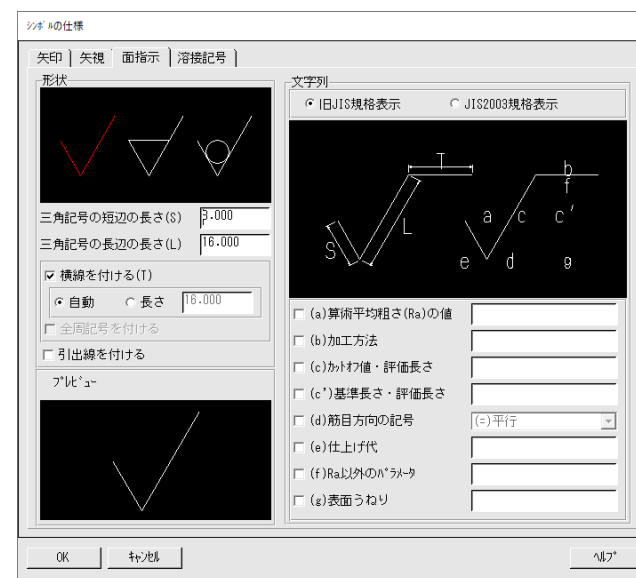 シンボルの仕様
矢印 矢視 面指示 溶接記号
形状
三角記号の短辺の長さ(S) 8.000
三角記号の長辺の長さ(L) 16.000
横線を付ける(T)
自動 長さ 16.000
全周記号を付ける
引出線を付ける
プレビュー
文字列
旧JIS規格表示 JIS2003規格表示
T
b
f
a c c'
S L
e d g
(a)算術平均粗さ(Ra)の値
(b)加工方法
(c)カットオフ値・評価長さ
(c')基準長さ・評価長さ
(d)筋目方向の記号 (=)平行
(e)仕上げ代
(f)Ra以外のパラメータ
(g)表面うねり
OK キャンセル ヘルプ